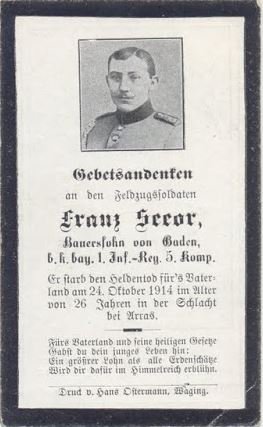 Gebetsandenken
an den Feldzugssoldaten
Franz Seeor,
Bauerssohn von Gaden,
b. k. bay. 1. Inf.-Reg. 5. Komp.
Er starb den Heldentod für's Vater-
land am 24. Oktober 1914 im Alter
von 26 Jahren in der Schlacht
bei Arras.
Fürs Vaterland und seine heiligen Gesetze
Gabst du dein junges Leben hin;
Ein größrer Lohn als alle Erdenschätze
Wird dir dafür im Himmelreich erblühn.
Druck v. Hans Ostermann, Waging.